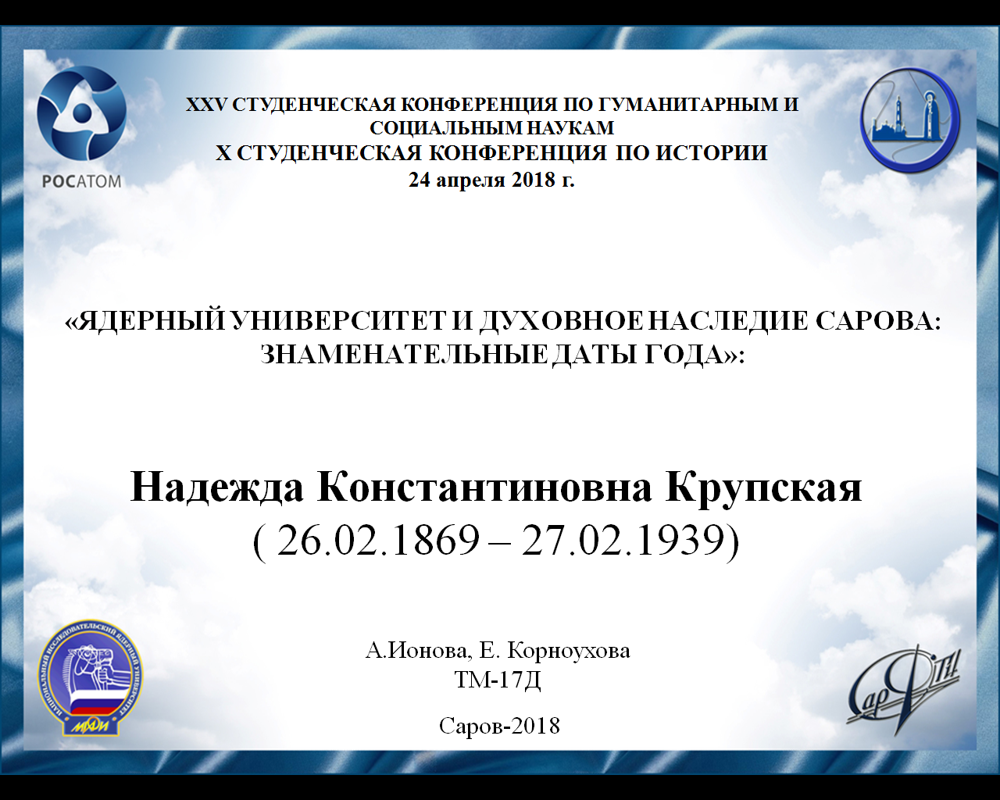 XXV СТУДЕНЧЕСКАЯ КОНФЕРЕНЦИЯ ПО ГУМАНИТАРНЫМ И
СОЦИАЛЬНЫМ НАУКАМ
X СТУДЕНЧЕСКАЯ КОНФЕРЕНЦИЯ ПО ИСТОРИИ
24 апреля 2018 г.
РОСАТОМ
«ЯДЕРНЫЙ УНИВЕРСИТЕТ И ДУХОВНОЕ НАСЛЕДИЕ САРОВА:
ЗНАМЕНАТЕЛЬНЫЕ ДАТЫ ГОДА»:
Надежда Константиновна Крупская
( 26.02.1869 – 27.02.1939)
А.Ионова, Е. Корноухова
ТМ-17Д
Саров-2018
НАЦИОНАЛЬНЫЙ ИССЛЕДОВАТЕЛЬСКИЙ ЯДЕРНЫЙ УНИВЕРСИТЕТ
МИФИ
СарФТИ